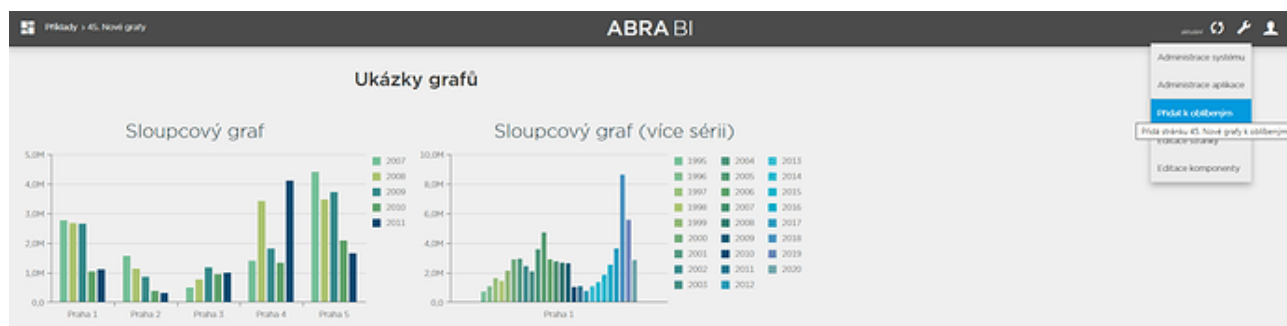 Příklady > 45. Nové grafy
ABRA BI
Administrace systému
Administrace aplikace
Přidat k oblíbeným
Přidá stránku 45. Nové grafy k oblíbeným
Editace stránky
Editace komponenty
Ukázky grafů
Sloupcový graf
5,0M
4,0M
3,0M
2,0M
1,0M
0,0
Praha 1
Praha 2
Praha 3
Praha 4
Praha 5
2007
2008
2009
2010
2011
Sloupcový graf (více sérií)
10,0M
8,0M
6,0M
4,0M
2,0M
0,0
Praha 1
1995
1996
1997
1998
1999
2000
2001
2002
2003
2004
2005
2006
2007
2008
2009
2010
2011
2012
2013
2014
2015
2016
2017
2018
2019
2020